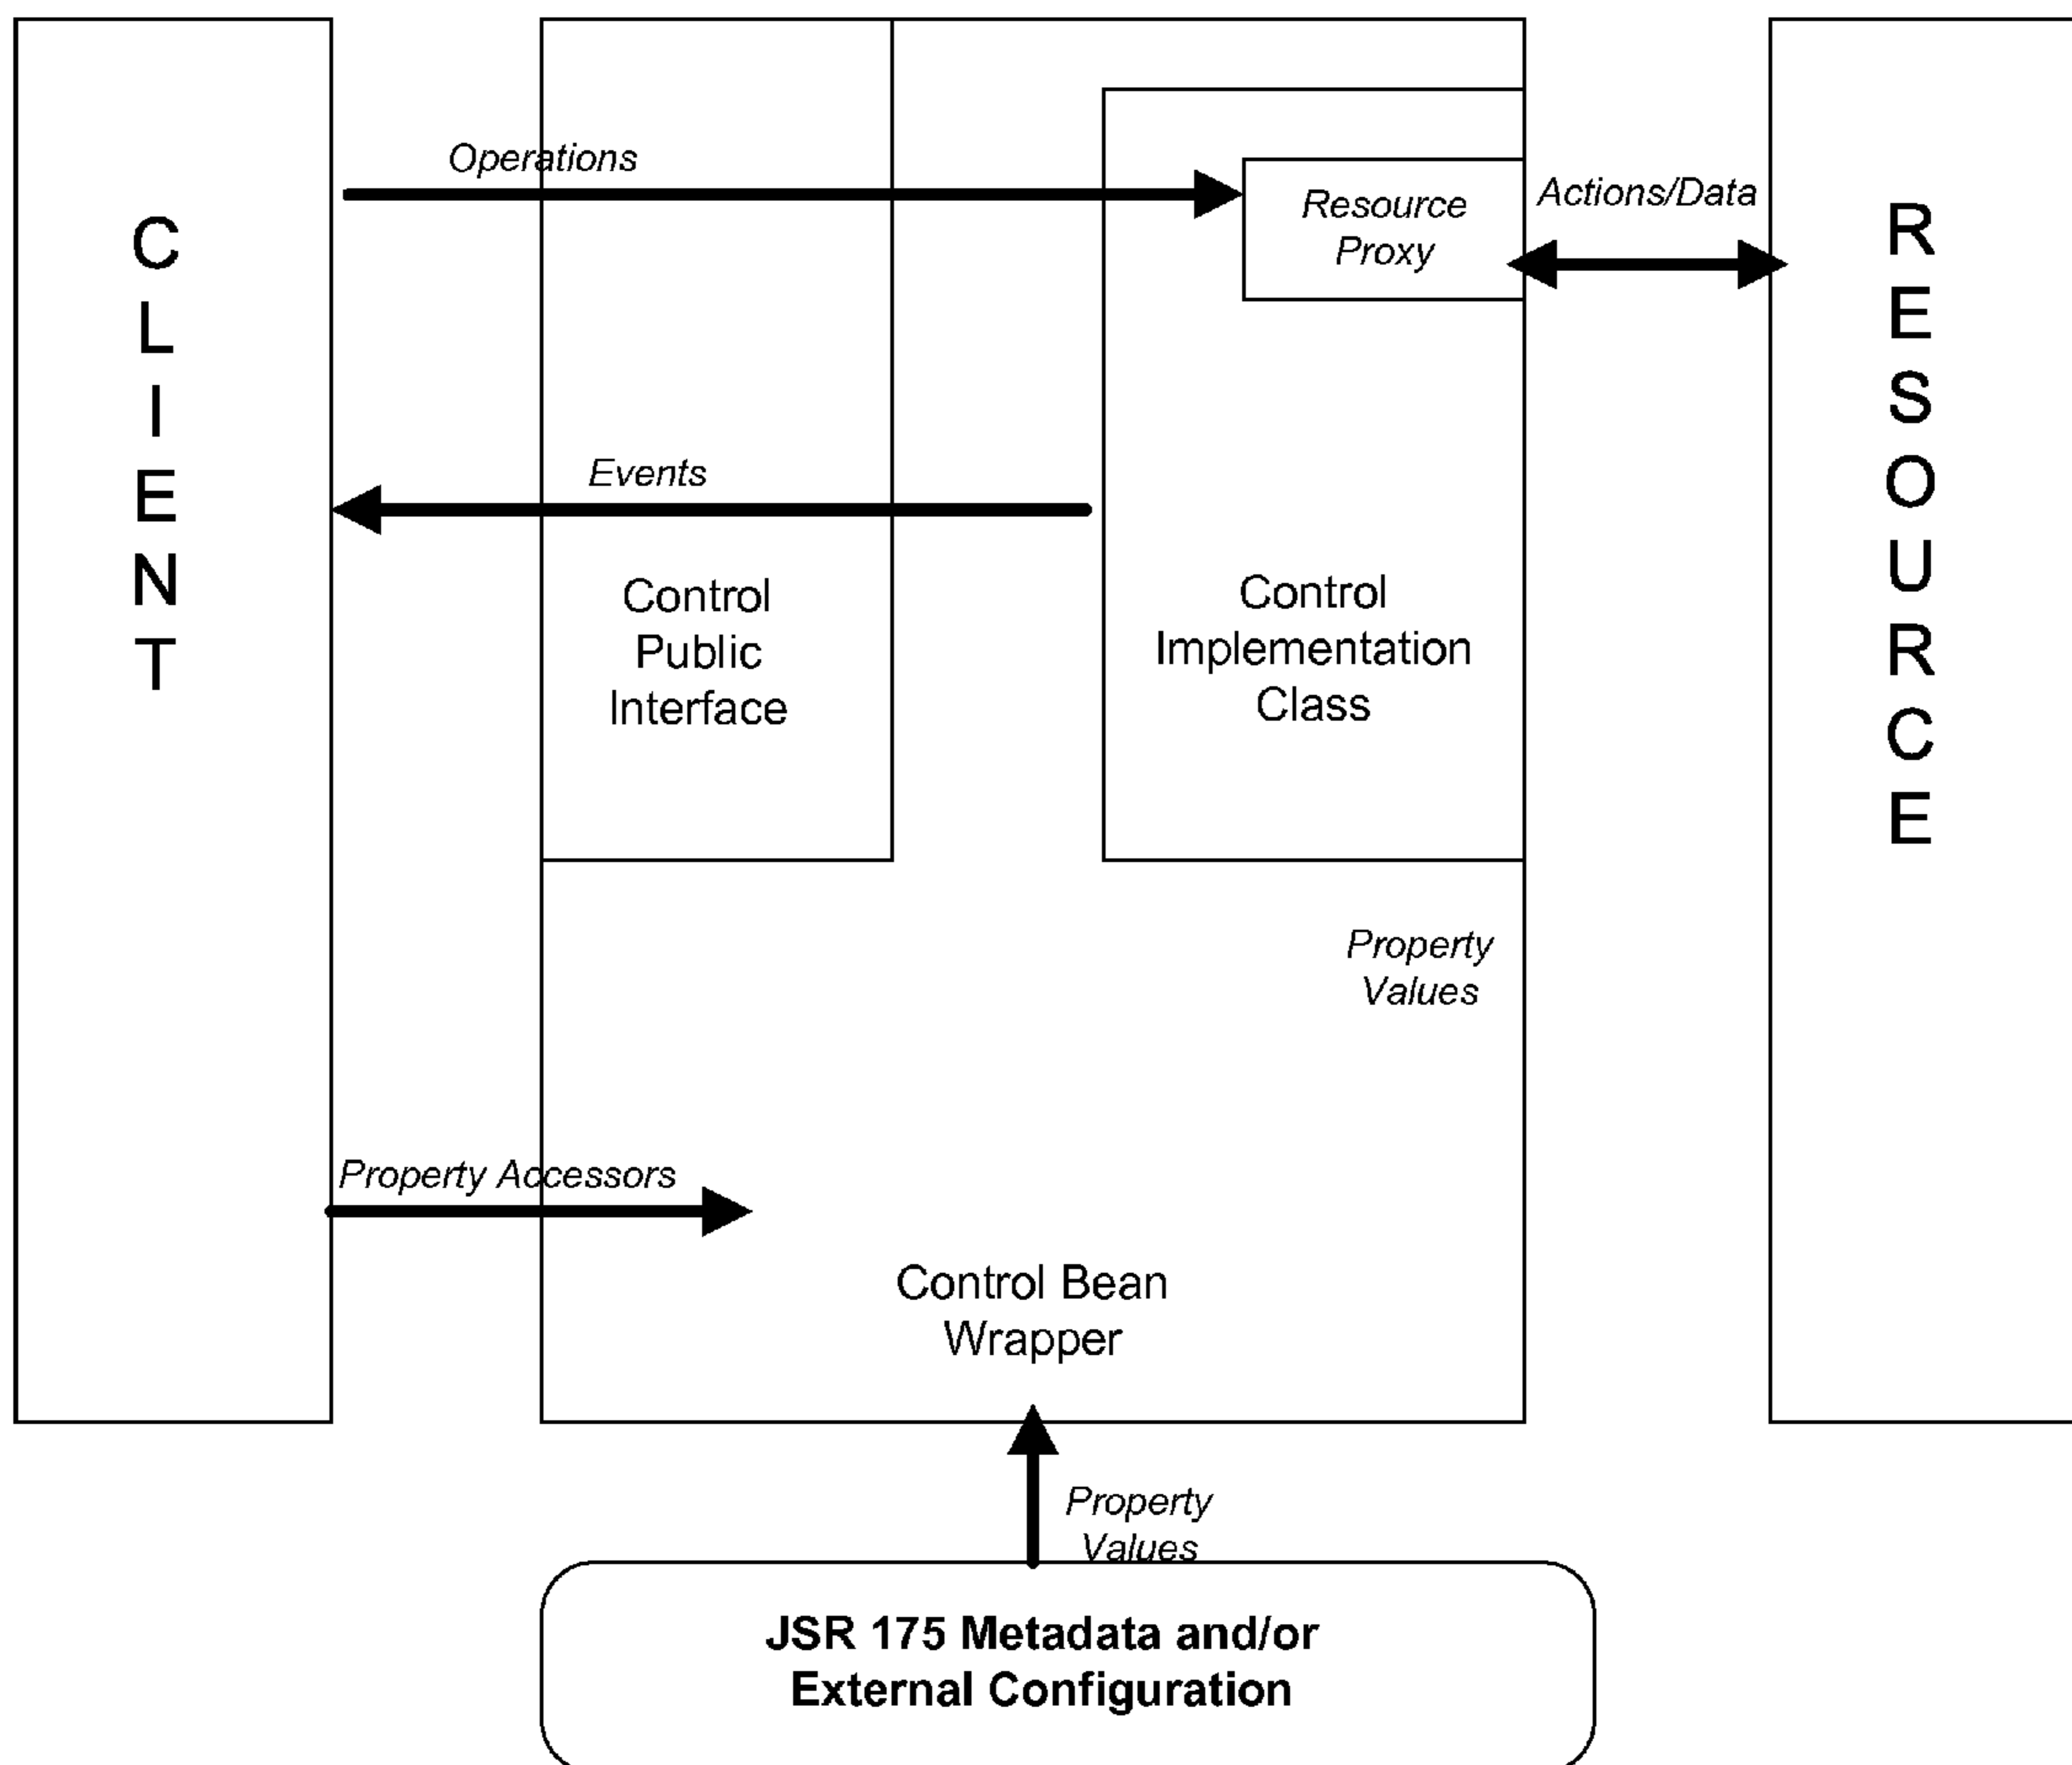 CLIENT
Operations
Resource
Proxy
Actions/Data
RESOURCE
Events
Control
Public
Interface
Control
Implementation
Class
Property
Values
Property Accessors
Control Bean
Wrapper
Property
Values
JSR 175 Metadata and/or
External Configuration